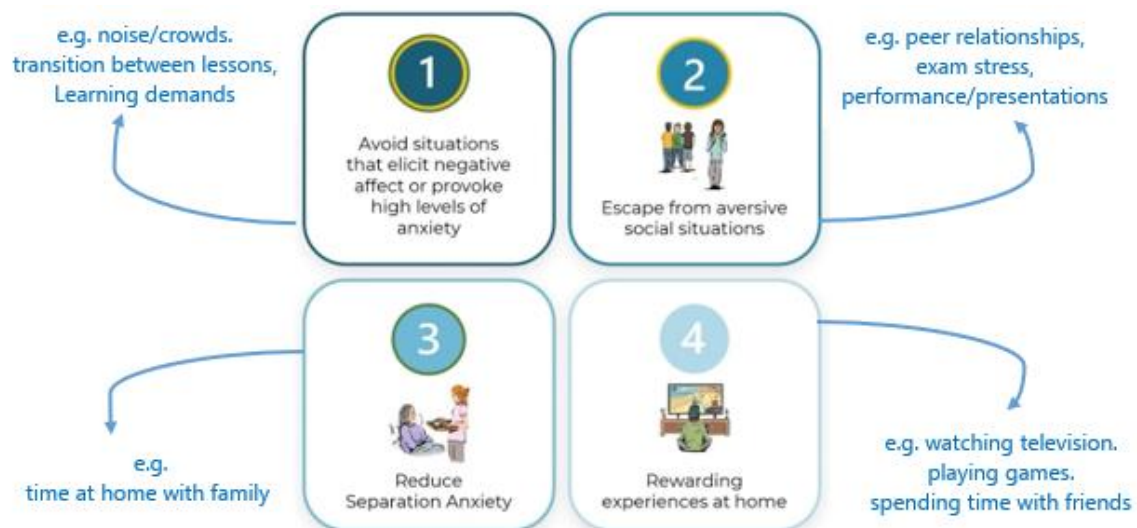 e.g. noise/crowds.
transition between lessons,
Learning demands
1
Avoid situations
that elicit negative
affect or provoke
high levels of
anxiety
2
Escape from aversive
social situations
e.g. peer relationships,
exam stress,
performance/presentations
3
Reduce
Separation Anxiety
e.g.
time at home with family
4
Rewarding
experiences at home
e.g. watching television.
playing games.
spending time with friends